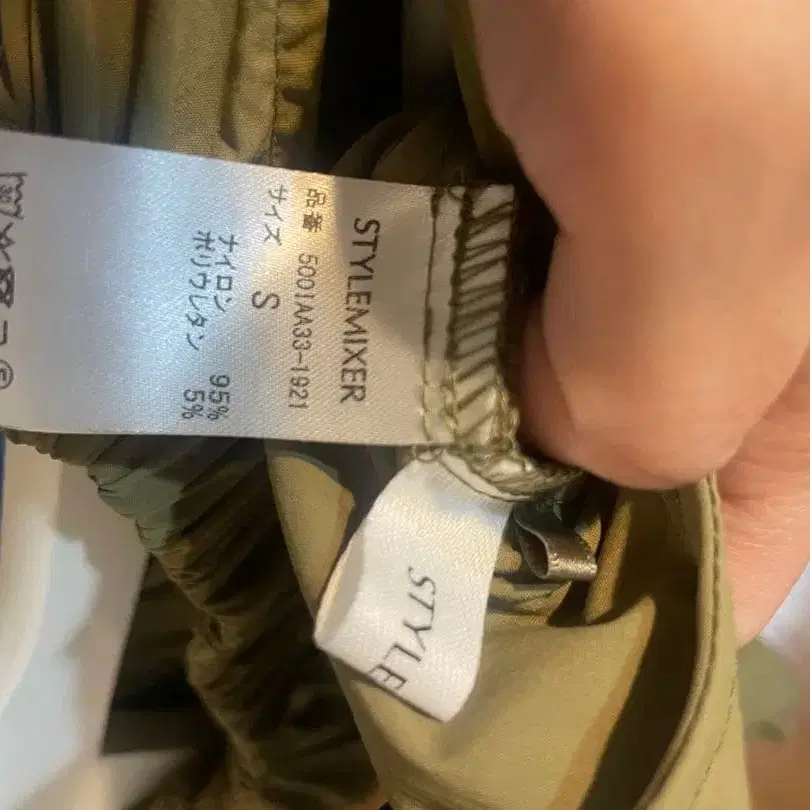 STYLEMIXER
品番 5001AA33-1921
サイズ S
ナイロン 95%
ポリウレタン 5%
30
STYLE